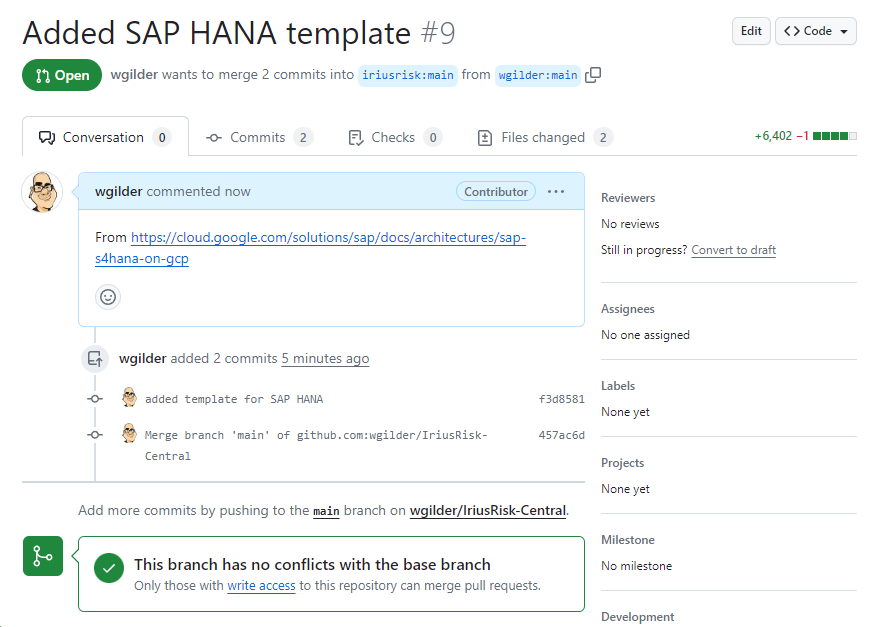 Added SAP HANA template #9
Edit
Code
Open
wgilder wants to merge 2 commits into iriusrisk:main from wgilder:main
Conversation 0
Commits 2
Checks 0
Files changed 2
+6,402 −1
wgilder commented now
Contributor
From https://cloud.google.com/solutions/sap/docs/architectures/sap-
s4hana-on-gcp
wgilder added 2 commits 5 minutes ago
added template for SAP HANA f3d8581
Merge branch 'main' of github.com:wgilder/IriusRisk- 457ac6d
Central
Add more commits by pushing to the main branch on wgilder/IriusRisk-Central.
This branch has no conflicts with the base branch
Only those with write access to this repository can merge pull requests.
Reviewers
No reviews
Still in progress? Convert to draft
Assignees
No one assigned
Labels
None yet
Projects
None yet
Milestone
No milestone
Development